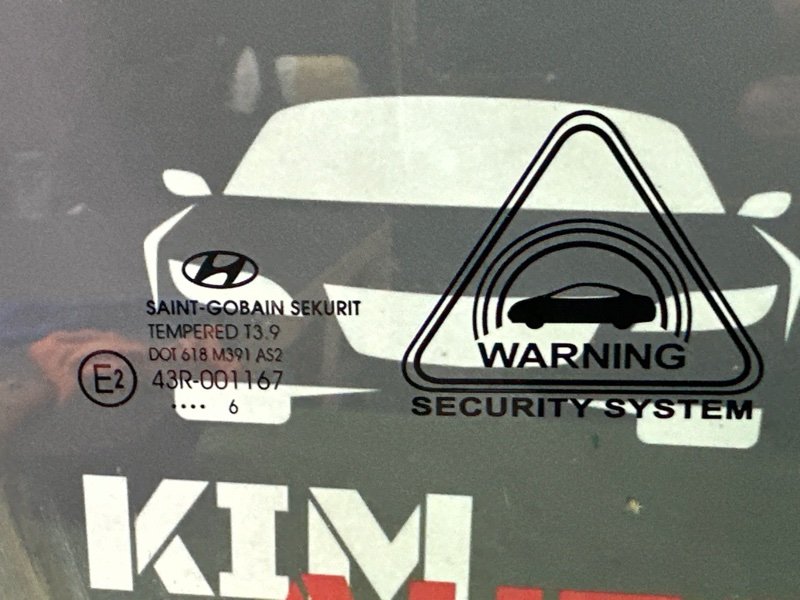 SAINT-GOBAIN SEKURIT
TEMPERED T3.9
DOT 618 M391 AS2
E2 43R-001167
.... 6
WARNING
SECURITY SYSTEM
KIM